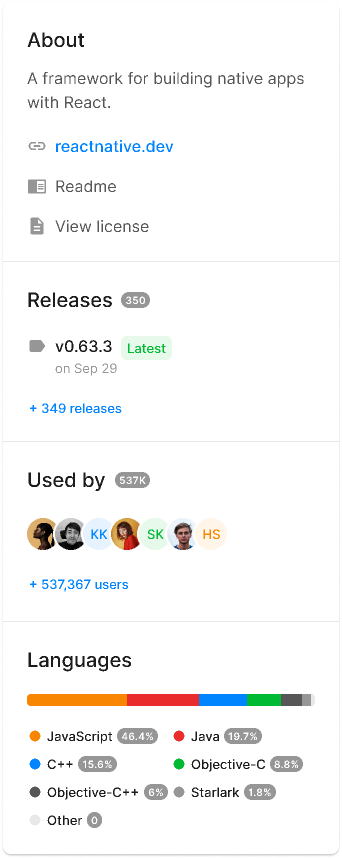 About
A framework for building native apps
with React.
reactnative.dev
Readme
View license
Releases 350
v0.63.3 Latest
on Sep 29
+ 349 releases
Used by 537K
KK SK HS
+ 537,367 users
Languages
JavaScript 46.4% Java 19.7%
C++ 15.6% Objective-C 8.8%
Objective-C++ 6% Starlark 1.8%
Other 0